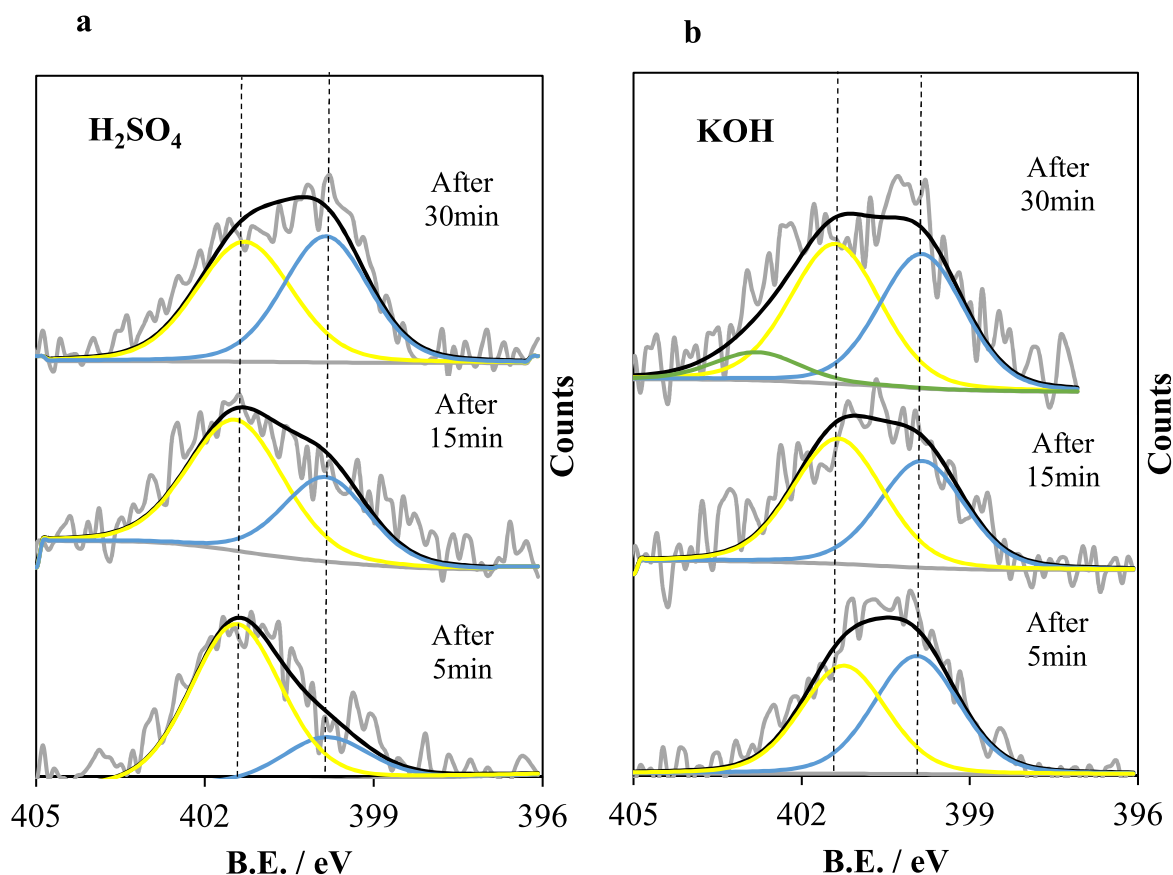 a
H₂SO₄
After
30min
After
15min
After
5min
Counts
405
402
399
396
B.E. / eV
b
KOH
After
30min
After
15min
After
5min
Counts
405
402
399
396
B.E. / eV